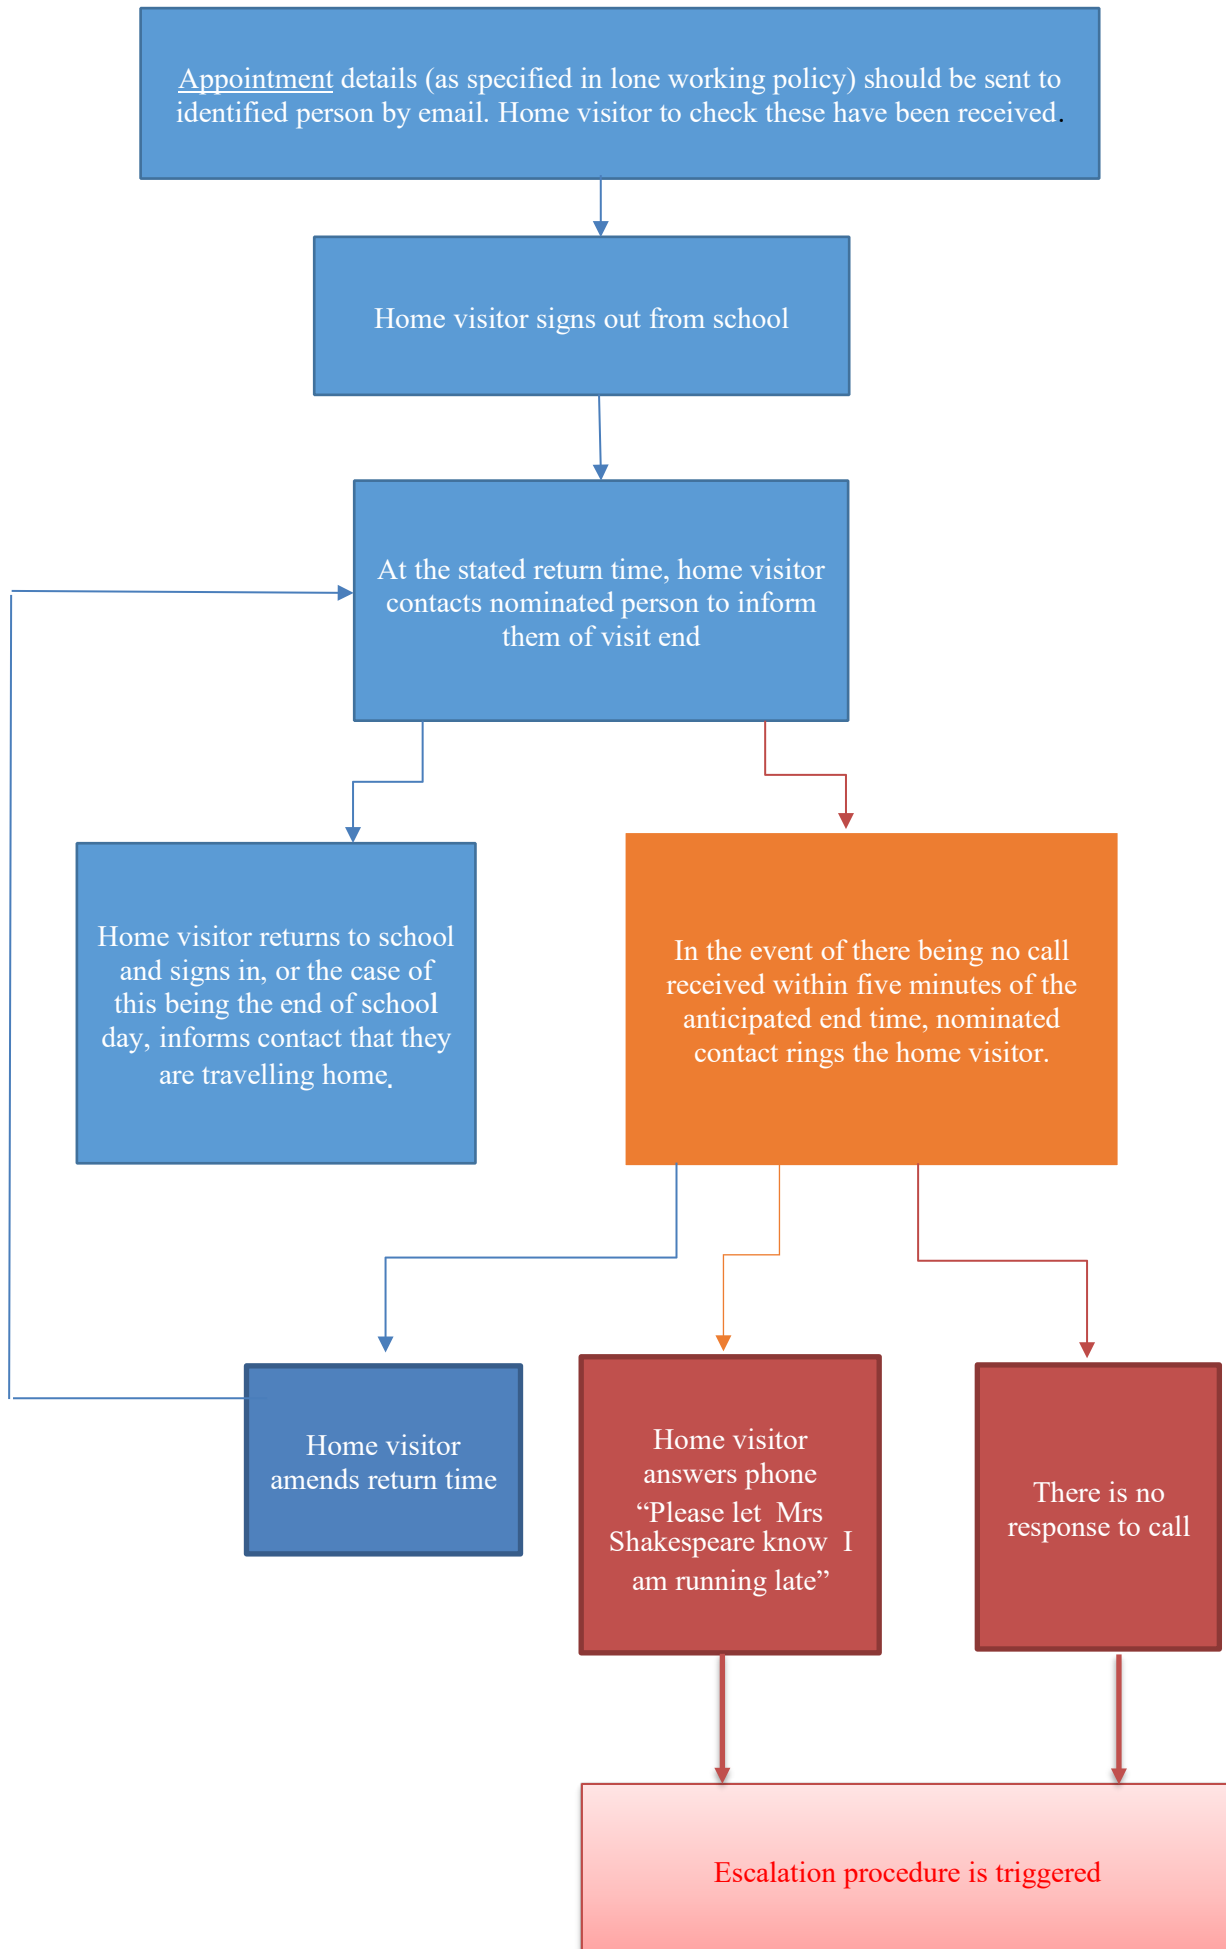 Appointment details (as specified in lone working policy) should be sent to
identified person by email. Home visitor to check these have been received.
Home visitor signs out from school
At the stated return time, home visitor
contacts nominated person to inform
them of visit end
Home visitor returns to school
and signs in, or the case of
this being the end of school
day, informs contact that they
are travelling home.
In the event of there being no call
received within five minutes of the
anticipated end time, nominated
contact rings the home visitor.
Home visitor
amends return time
Home visitor
answers phone
“Please let Mrs
Shakespeare know I
am running late”
There is no
response to call
Escalation procedure is triggered